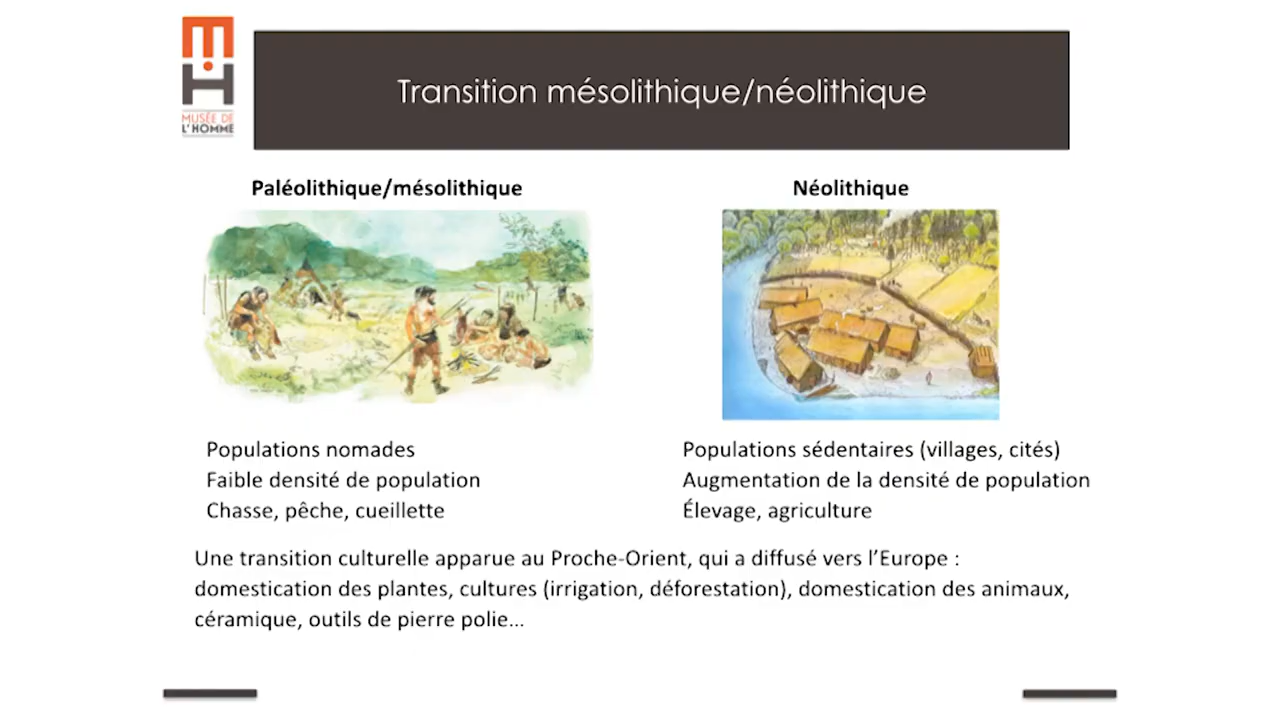 MUSÉE DE
L'HOMME
Transition mésolithique/néolithique
Paléolithique/mésolithique
Néolithique
Populations nomades
Faible densité de population
Chasse, pêche, cueillette
Populations sédentaires (villages, cités)
Augmentation de la densité de population
Élevage, agriculture
Une transition culturelle apparue au Proche-Orient, qui a diffusé vers l’Europe :
domestication des plantes, cultures (irrigation, déforestation), domestication des animaux,
céramique, outils de pierre polie...